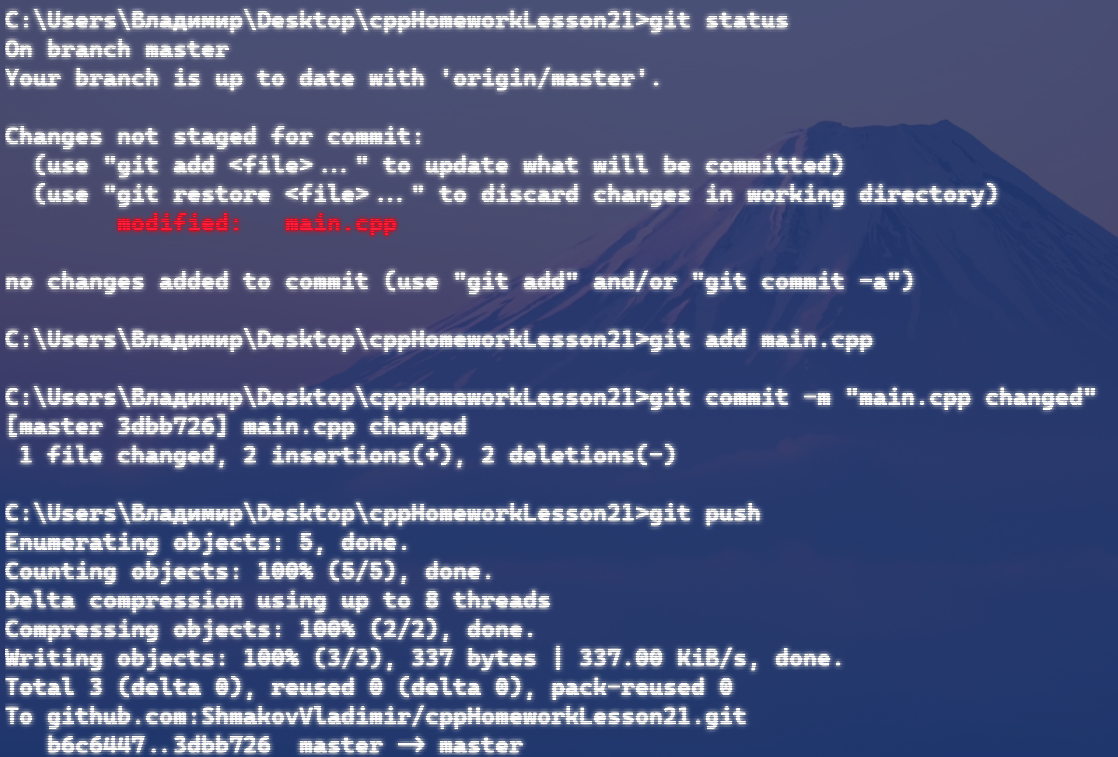 C:\Users\Владимир\Desktop\cppHomeworkLesson21>git status
On branch master
Your branch is up to date with 'origin/master'.
Changes not staged for commit:
  (use "git add <file>..." to update what will be committed)
  (use "git restore <file>..." to discard changes in working directory)
        modified:   main.cpp
no changes added to commit (use "git add" and/or "git commit -a")
C:\Users\Владимир\Desktop\cppHomeworkLesson21>git add main.cpp
C:\Users\Владимир\Desktop\cppHomeworkLesson21>git commit -m "main.cpp changed"
[master 3dbb726] main.cpp changed
 1 file changed, 2 insertions(+), 2 deletions(-)
C:\Users\Владимир\Desktop\cppHomeworkLesson21>git push
Enumerating objects: 5, done.
Counting objects: 100% (5/5), done.
Delta compression using up to 8 threads
Compressing objects: 100% (2/2), done.
Writing objects: 100% (3/3), 337 bytes | 337.00 KiB/s, done.
Total 3 (delta 0), reused 0 (delta 0), pack-reused 0
To github.com:ShmakovVladimir/cppHomeworkLesson21.git
   b6c6447..3dbb726  master -> master